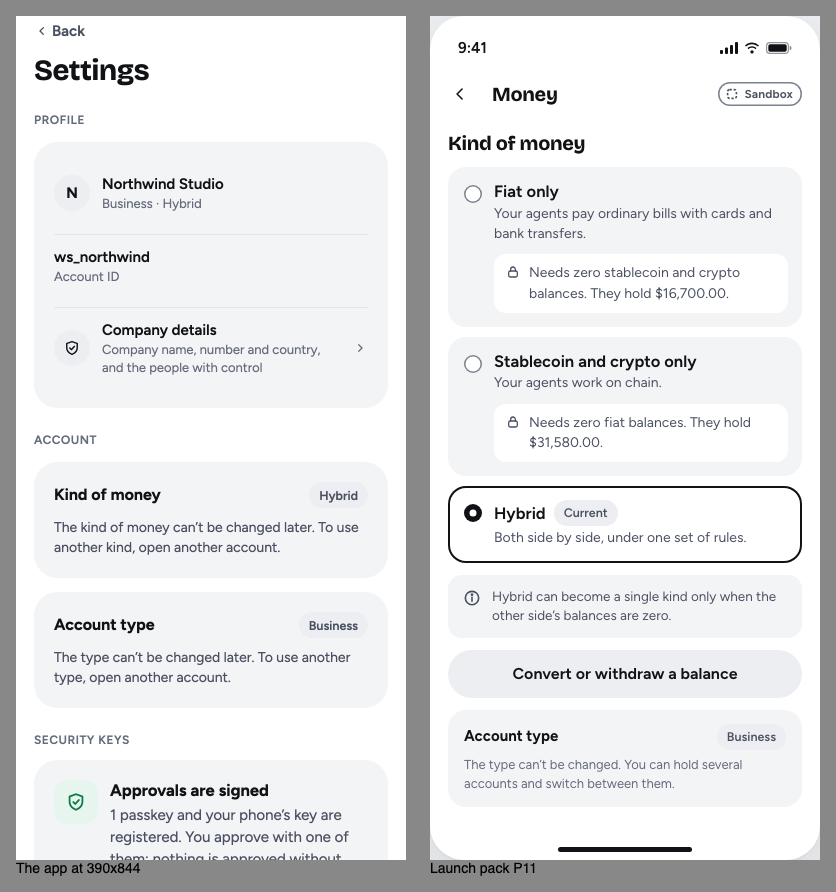 Back
Settings
PROFILE
N
Northwind Studio
Business · Hybrid
ws_northwind
Account ID
Company details
Company name, number and country,
and the people with control
ACCOUNT
Kind of money
Hybrid
The kind of money can’t be changed later. To use
another kind, open another account.
Account type
Business
The type can’t be changed later. To use another
type, open another account.
SECURITY KEYS
Approvals are signed
1 passkey and your phone’s key are
registered. You approve with one of
them; nothing is approved without
The app at 390x844
9:41
Money
Sandbox
Kind of money
Fiat only
Your agents pay ordinary bills with cards and
bank transfers.
Needs zero stablecoin and crypto
balances. They hold $16,700.00.
Stablecoin and crypto only
Your agents work on chain.
Needs zero fiat balances. They hold
$31,580.00.
Hybrid
Current
Both side by side, under one set of rules.
Hybrid can become a single kind only when the
other side’s balances are zero.
Convert or withdraw a balance
Account type
Business
The type can’t be changed. You can hold several
accounts and switch between them.
Launch pack P11